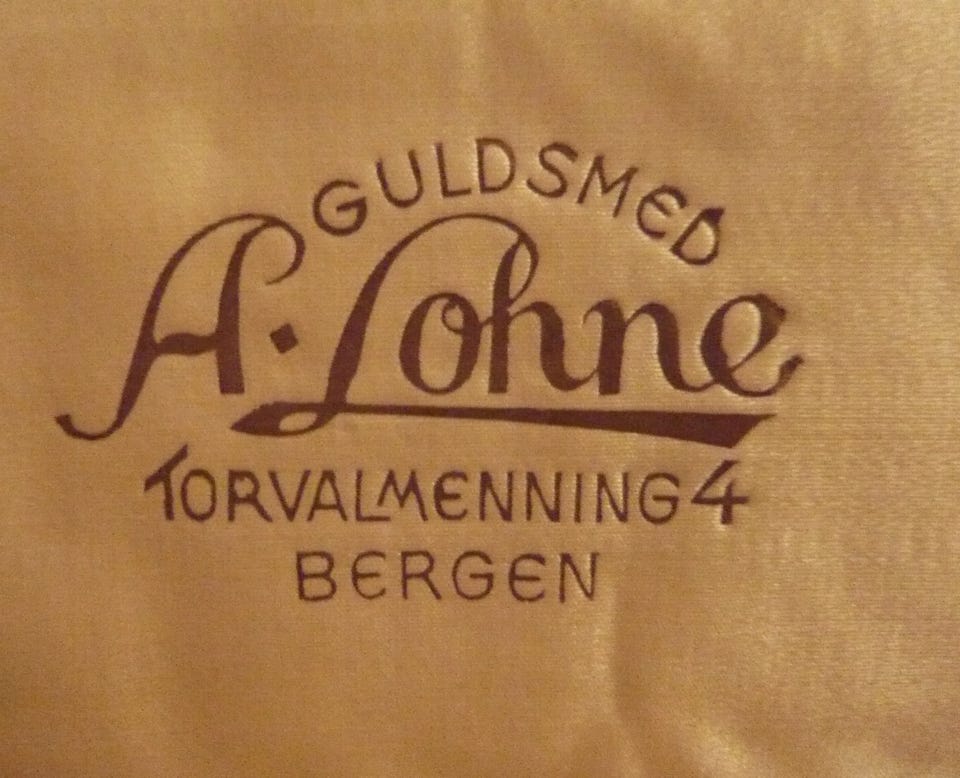 GULDSMED
A. Lohne
TORVALMENNING 4
BERGEN